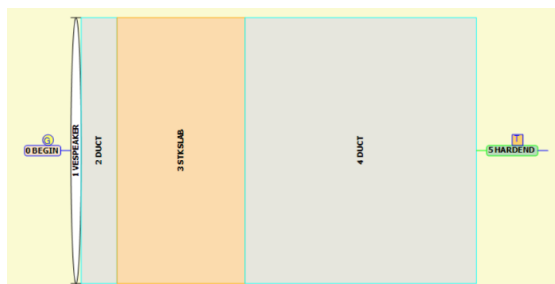 G
0 BEGIN
1 VESPEAKER
2 DUCT
3 STKSLAB
4 DUCT
T
5 HARDEND